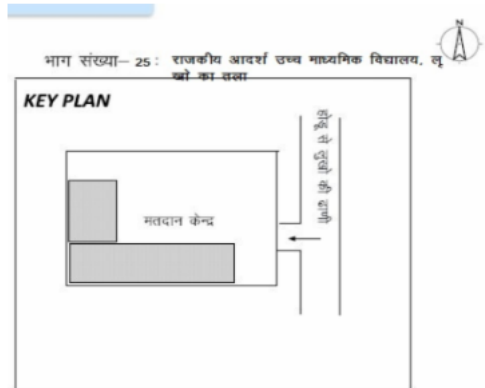 N
भाग संख्या– 25 : राजकीय आदर्श उच्च माध्यमिक विद्यालय, लू
खो का तला
KEY PLAN
से लुखो की ढाणी
मतदान केन्द्र